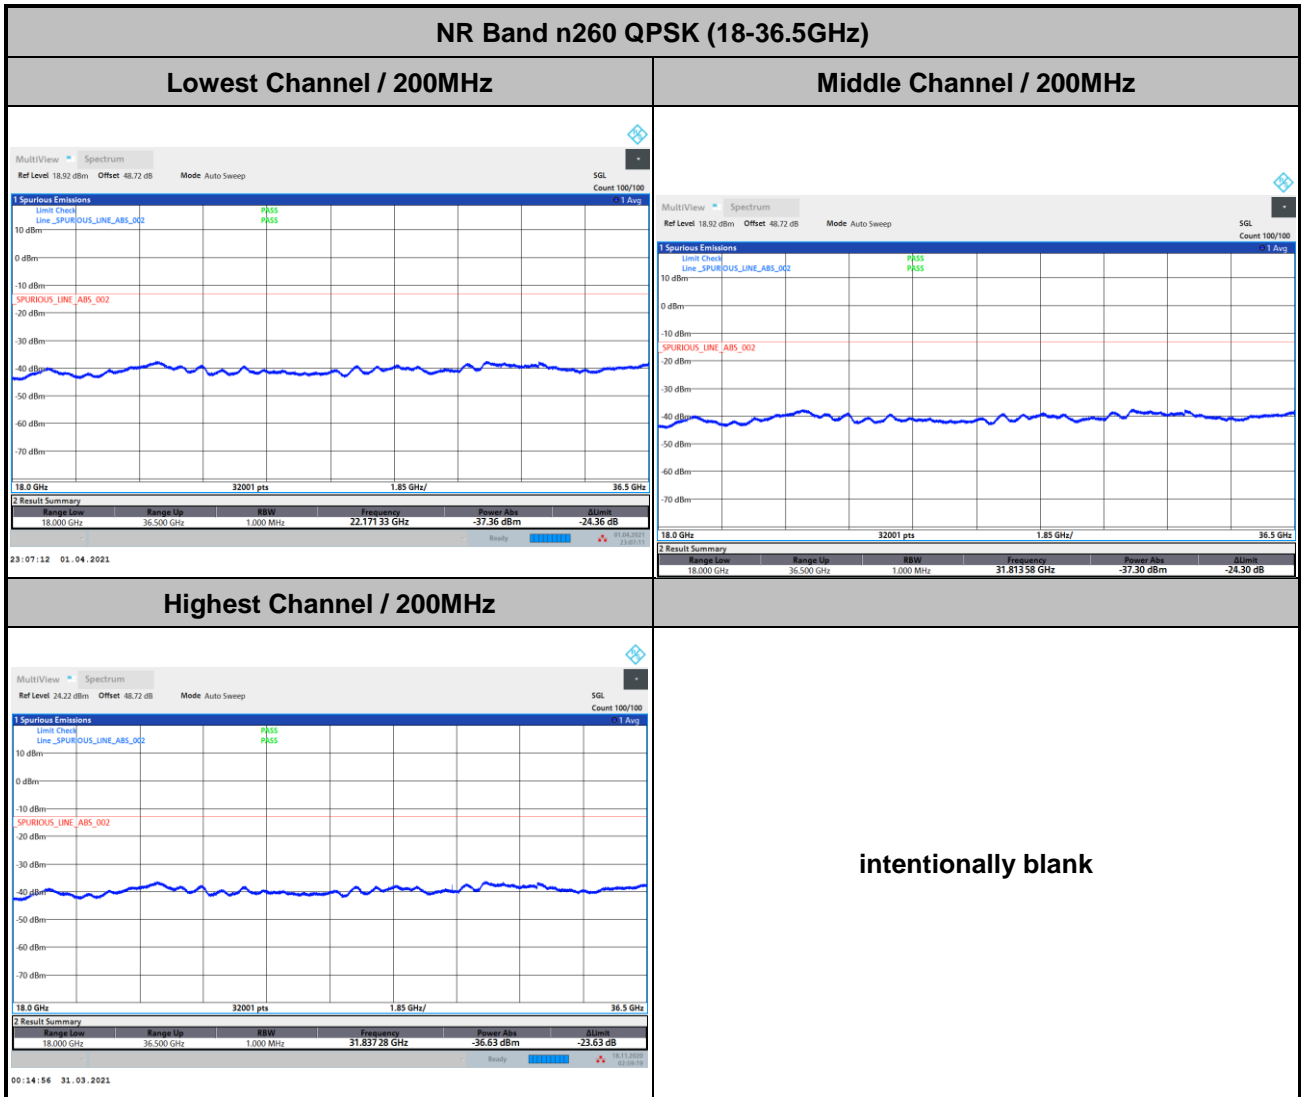 NR Band n260 QPSK (18-36.5GHz)
Lowest Channel / 200MHz
Middle Channel / 200MHz
MultiView Spectrum
Ref Level 18.92 dBm Offset 48.72 dB Mode Auto Sweep SGL
Count 100/100
1 Spurious Emissions 1 Avg
Limit Check PASS
Line _SPURIOUS_LINE_ABS_002 PASS
10 dBm
0 dBm
-10 dBm
_SPURIOUS_LINE_ABS_002
-20 dBm
-30 dBm
-40 dBm
-50 dBm
-60 dBm
-70 dBm
18.0 GHz 32001 pts 1.85 GHz/ 36.5 GHz
2 Result Summary
Range Low Range Up RBW Frequency Power Abs ΔLimit
18.000 GHz 36.500 GHz 1.000 MHz 22.171 33 GHz -37.36 dBm -24.36 dB
Ready 01.04.2021
23:07:11
23:07:12 01.04.2021
MultiView Spectrum
Ref Level 18.92 dBm Offset 48.72 dB Mode Auto Sweep SGL
Count 100/100
1 Spurious Emissions 1 Avg
Limit Check PASS
Line _SPURIOUS_LINE_ABS_002 PASS
10 dBm
0 dBm
-10 dBm
_SPURIOUS_LINE_ABS_002
-20 dBm
-30 dBm
-40 dBm
-50 dBm
-60 dBm
-70 dBm
18.0 GHz 32001 pts 1.85 GHz/ 36.5 GHz
2 Result Summary
Range Low Range Up RBW Frequency Power Abs ΔLimit
18.000 GHz 36.500 GHz 1.000 MHz 31.813 58 GHz -37.30 dBm -24.30 dB
Highest Channel / 200MHz
MultiView Spectrum
Ref Level 24.22 dBm Offset 48.72 dB Mode Auto Sweep SGL
Count 100/100
1 Spurious Emissions 1 Avg
Limit Check PASS
Line _SPURIOUS_LINE_ABS_002 PASS
10 dBm
0 dBm
-10 dBm
_SPURIOUS_LINE_ABS_002
-20 dBm
-30 dBm
-40 dBm
-50 dBm
-60 dBm
-70 dBm
18.0 GHz 32001 pts 1.85 GHz/ 36.5 GHz
2 Result Summary
Range Low Range Up RBW Frequency Power Abs ΔLimit
18.000 GHz 36.500 GHz 1.000 MHz 31.837 28 GHz -36.63 dBm -23.63 dB
Ready 18.11.2020
00:14:56 31.03.2021
intentionally blank